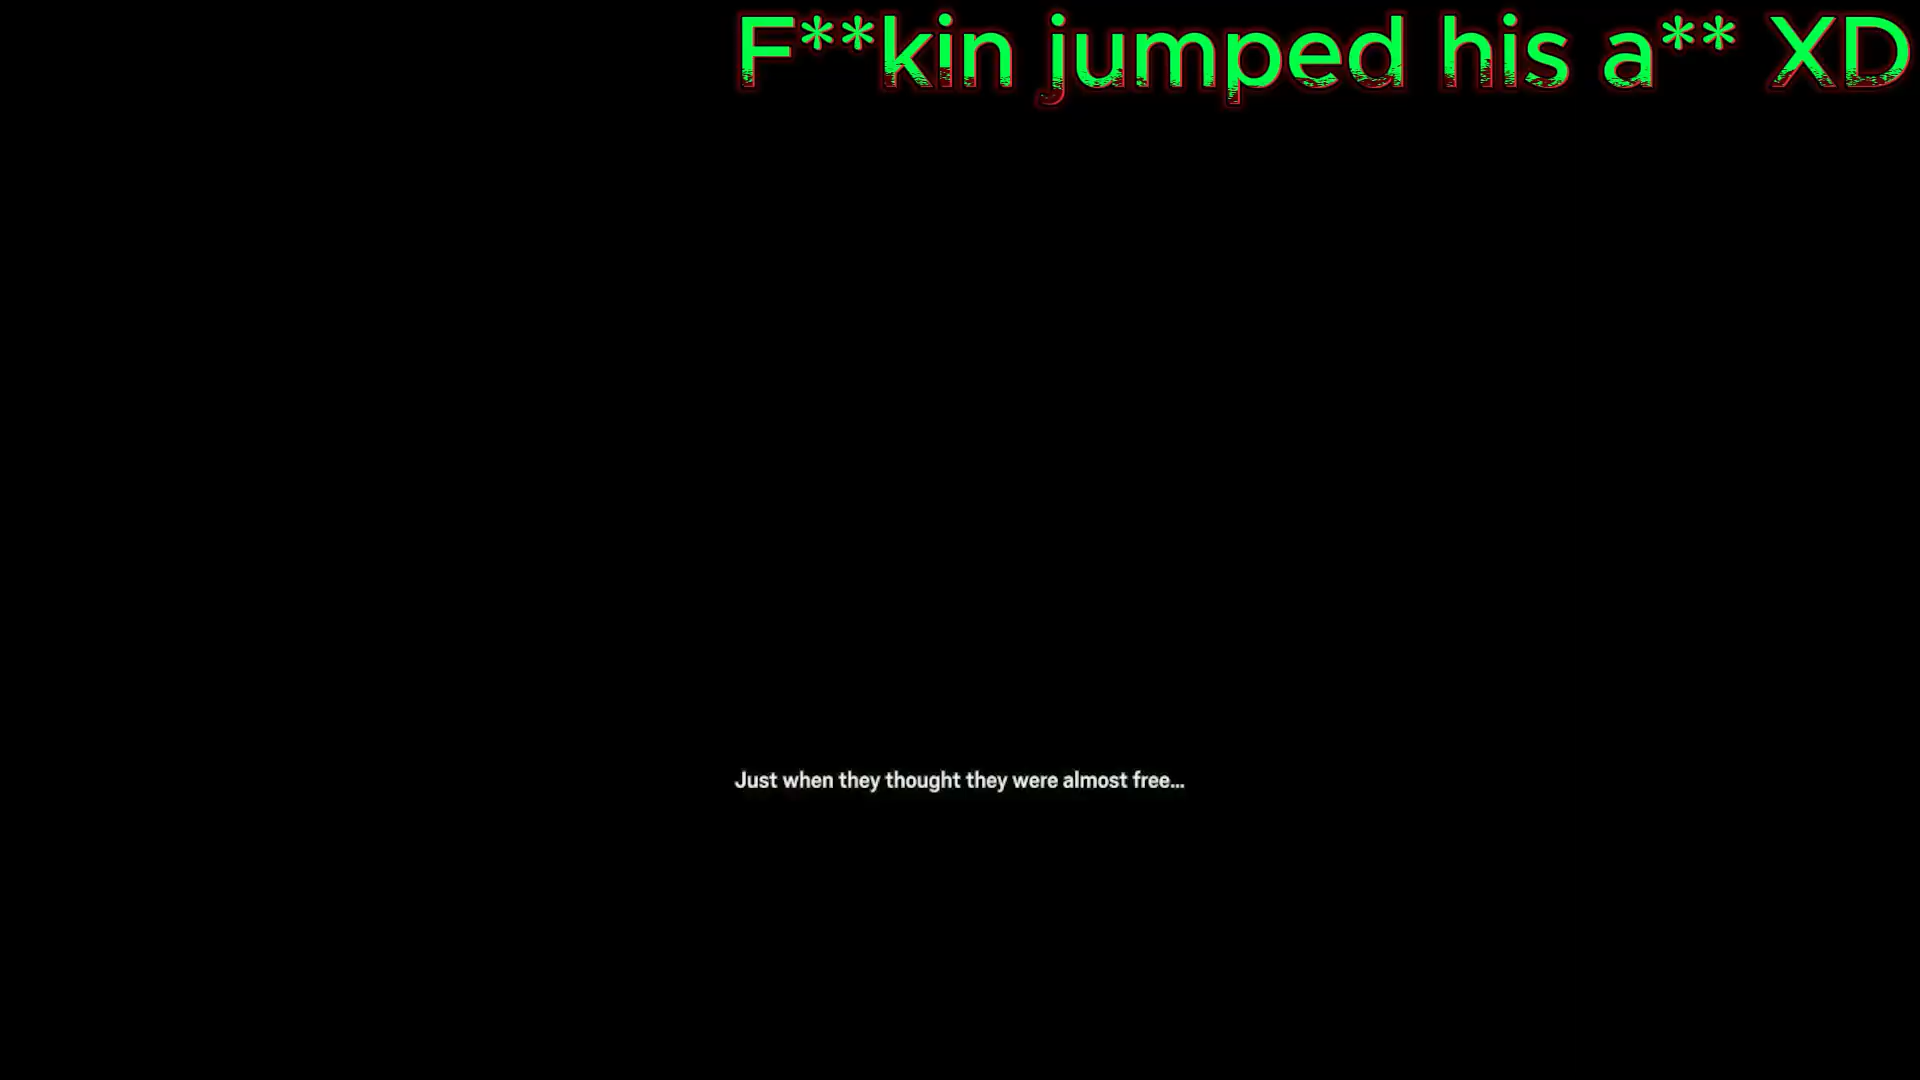 F**kin jumped his a** XD
Just when they thought they were almost free...